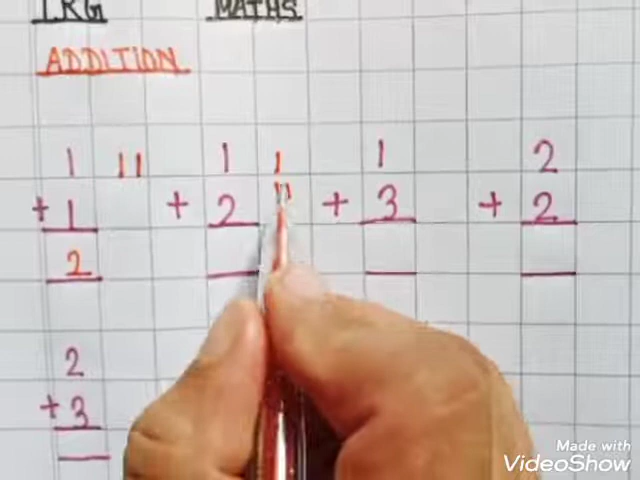 LKG MATHS
ADDITION
1 11 1 1 1 2
+ 1 + 2 11 + 3 + 2
2
2
+ 3
Made with
VideoShow